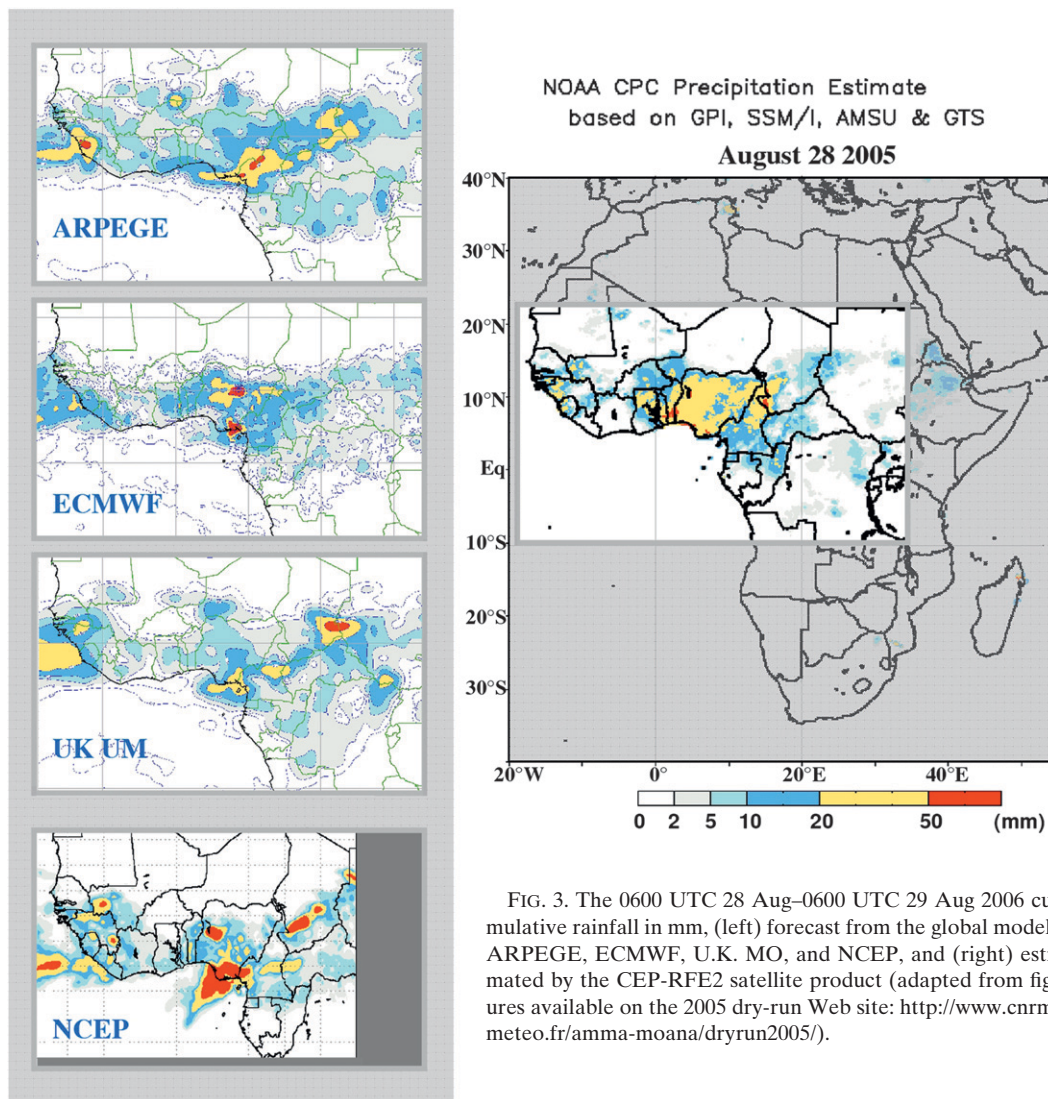 ARPEGE
ECMWF
UK UM
NCEP
NOAA CPC Precipitation Estimate
based on GPI, SSM/I, AMSU & GTS
August 28 2005
40°N
30°N
20°N
10°N
Eq
10°S
20°S
30°S
20°W 0° 20°E 40°E
0 2 5 10 20 50 (mm)
FIG. 3. The 0600 UTC 28 Aug–0600 UTC 29 Aug 2006 cu
mulative rainfall in mm, (left) forecast from the global model
ARPEGE, ECMWF, U.K. MO, and NCEP, and (right) esti
mated by the CEP-RFE2 satellite product (adapted from fig
ures available on the 2005 dry-run Web site: http://www.cnrm
meteo.fr/amma-moana/dryrun2005/).